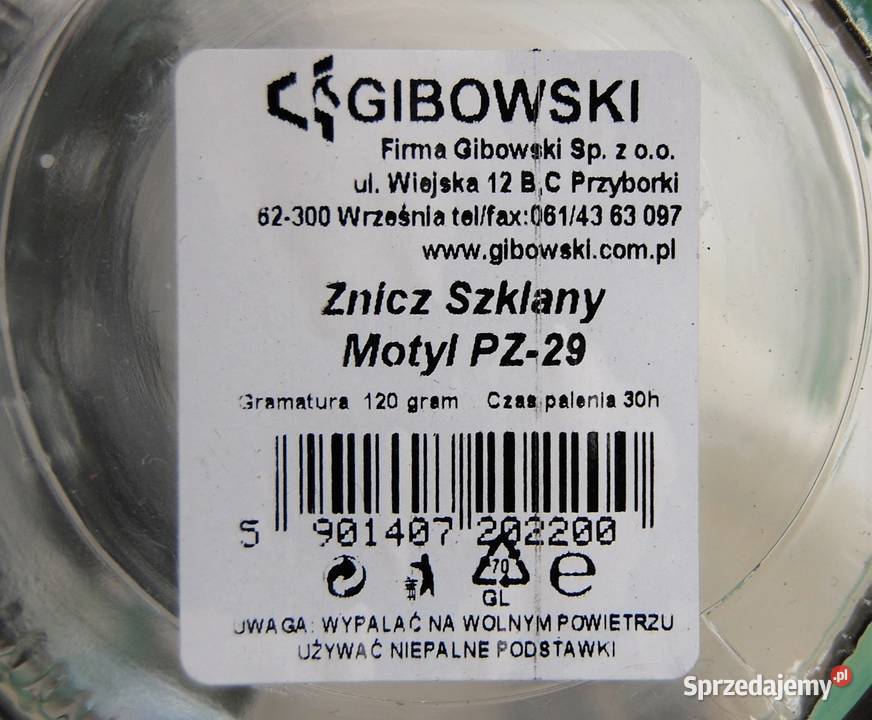 GIBOWSKI
Firma Gibowski Sp. z o.o.
ul. Wiejska 12 B,C Przyborki
62-300 Września tel/fax:061/43 63 097
www.gibowski.com.pl
Znicz Szklany
Motyl PZ-29
Gramatura 120 gram Czas palenia 30h
5 901407 202200
70
GL
e
UWAGA: WYPALAĆ NA WOLNYM POWIETRZU
UŻYWAĆ NIEPALNE PODSTAWKI
Sprzedajemy.pl